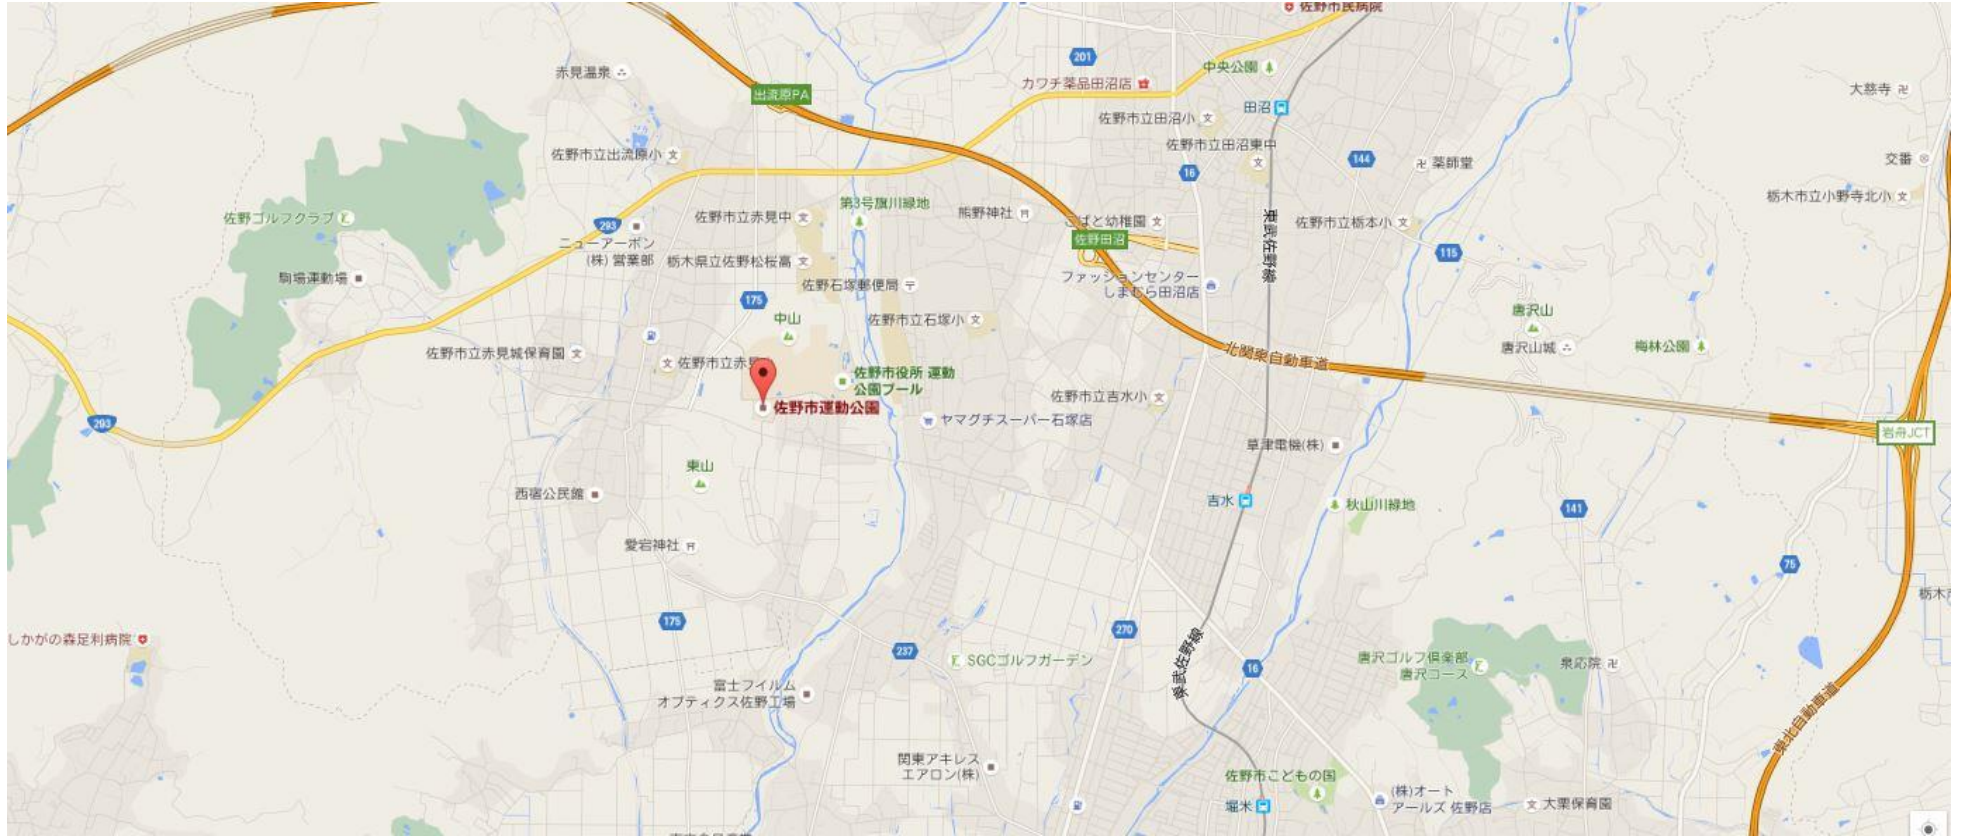 佐野市民病院
201
赤見温泉
中央公園
カワチ薬品田沼店
出流原PA
大慈寺
田沼
佐野市立田沼小
佐野市立田沼東中
佐野市立出流原小
144
薬師堂
交番
16
栃木市立小野寺北小
佐野ゴルフクラブ
293
佐野市立赤見中
第3号旗川緑地
熊野神社
こばと幼稚園
佐野市立栃本小
東武佐野線
佐野田沼
ニューアーボン
(株) 営業部
栃木県立佐野松桜高
115
駒場運動場
佐野石塚郵便局
ファッションセンター
しまむら田沼店
175
中山
佐野市立石塚小
唐沢山
唐沢山城
梅林公園
北関東自動車道
佐野市立赤見城保育園
佐野市立赤見
佐野市役所 運動
公園プール
佐野市立吉水小
佐野市運動公園
ヤマグチスーパー石塚店
293
岩舟JCT
草津電機(株)
東山
西宿公民館
吉水
秋山川緑地
141
愛宕神社
75
栃木市
175
270
しかがの森足利病院
237
SGCゴルフガーデン
東武佐野線
16
唐沢ゴルフ倶楽部
唐沢コース
泉応院
富士フイルム
オプティクス佐野工場
東北自動車道
関東アキレス
エアロン(株)
佐野市こどもの国
堀米
(株)オート
アールズ 佐野店
大栗保育園